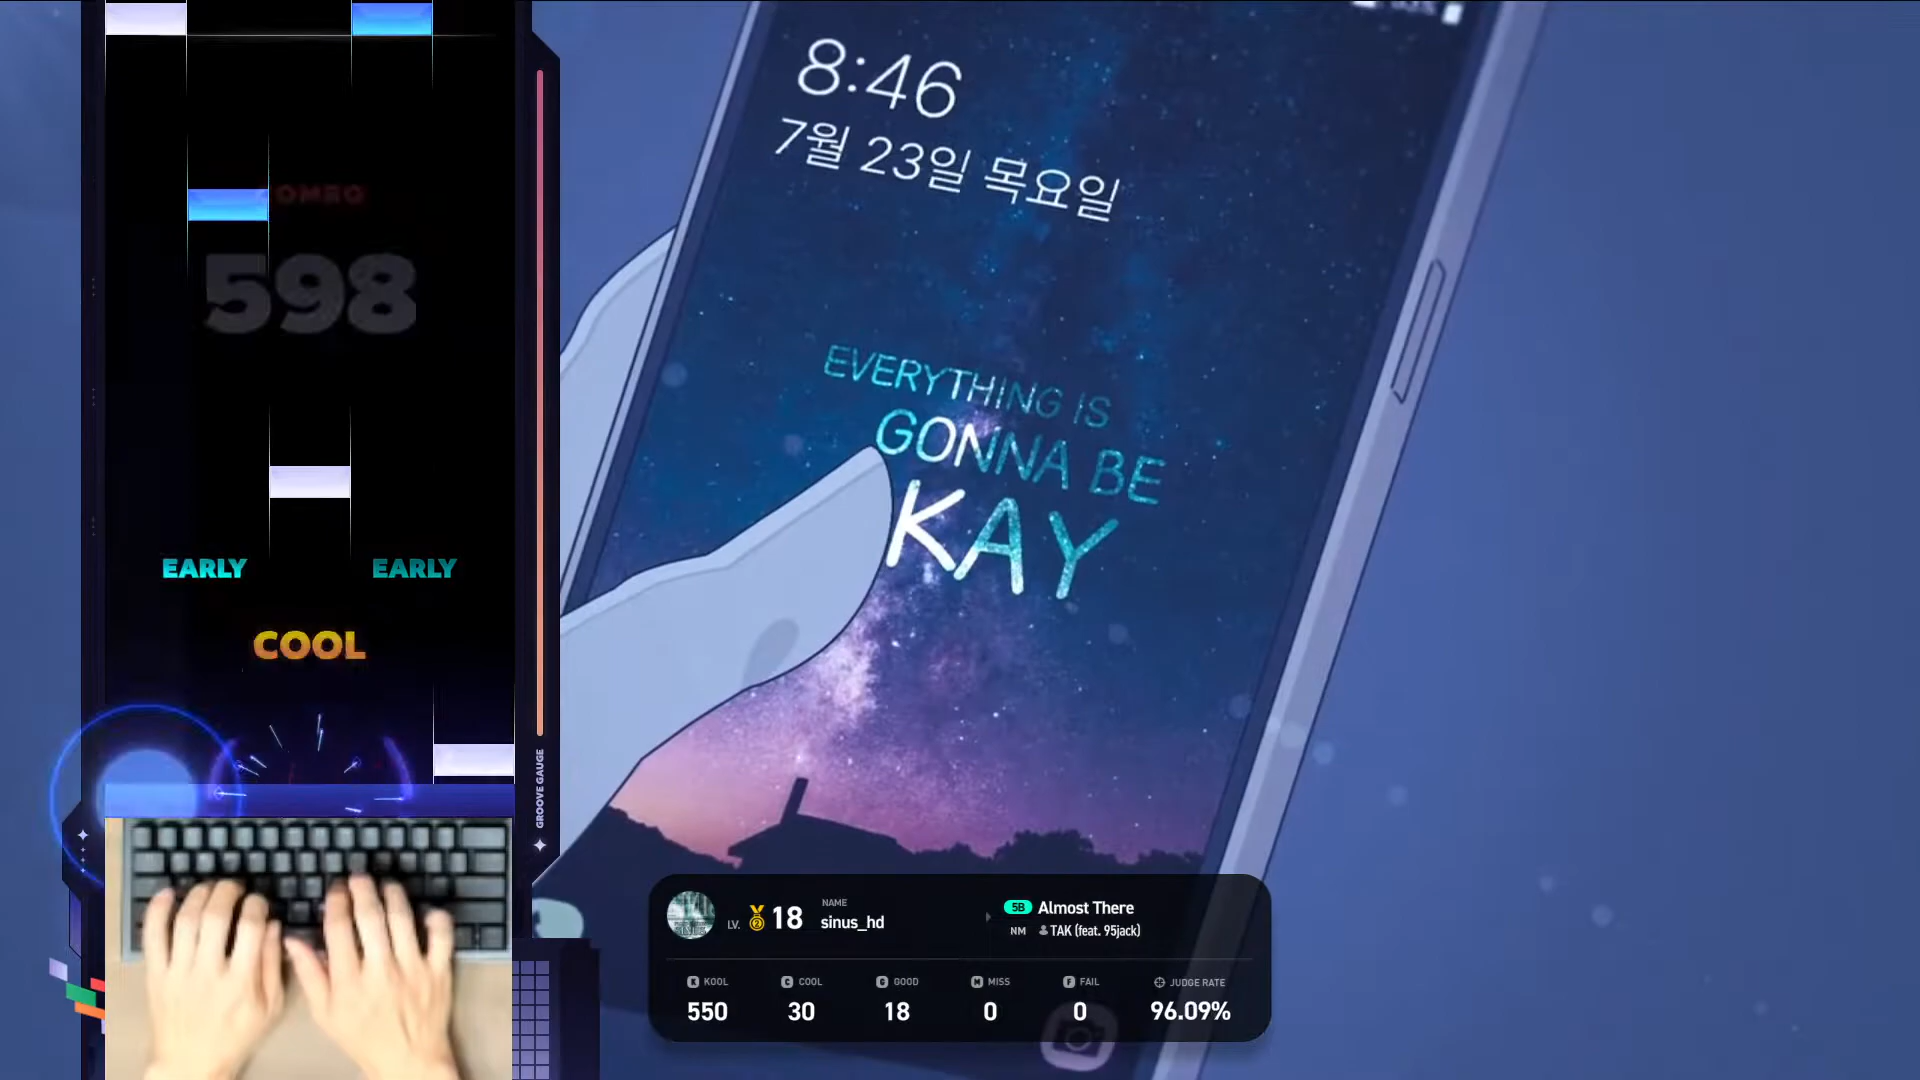 8:46
7월 23일 목요일
COMBO
598
EVERYTHING IS
GONNA BE
KAY
EARLY
EARLY
COOL
GROOVE GAUGE
LV. 18
NAME
sinus_hd
5B Almost There
NM TAK (feat. 95jack)
K KOOL
C COOL
G GOOD
M MISS
F FAIL
JUDGE RATE
550
30
18
0
0
96.09%